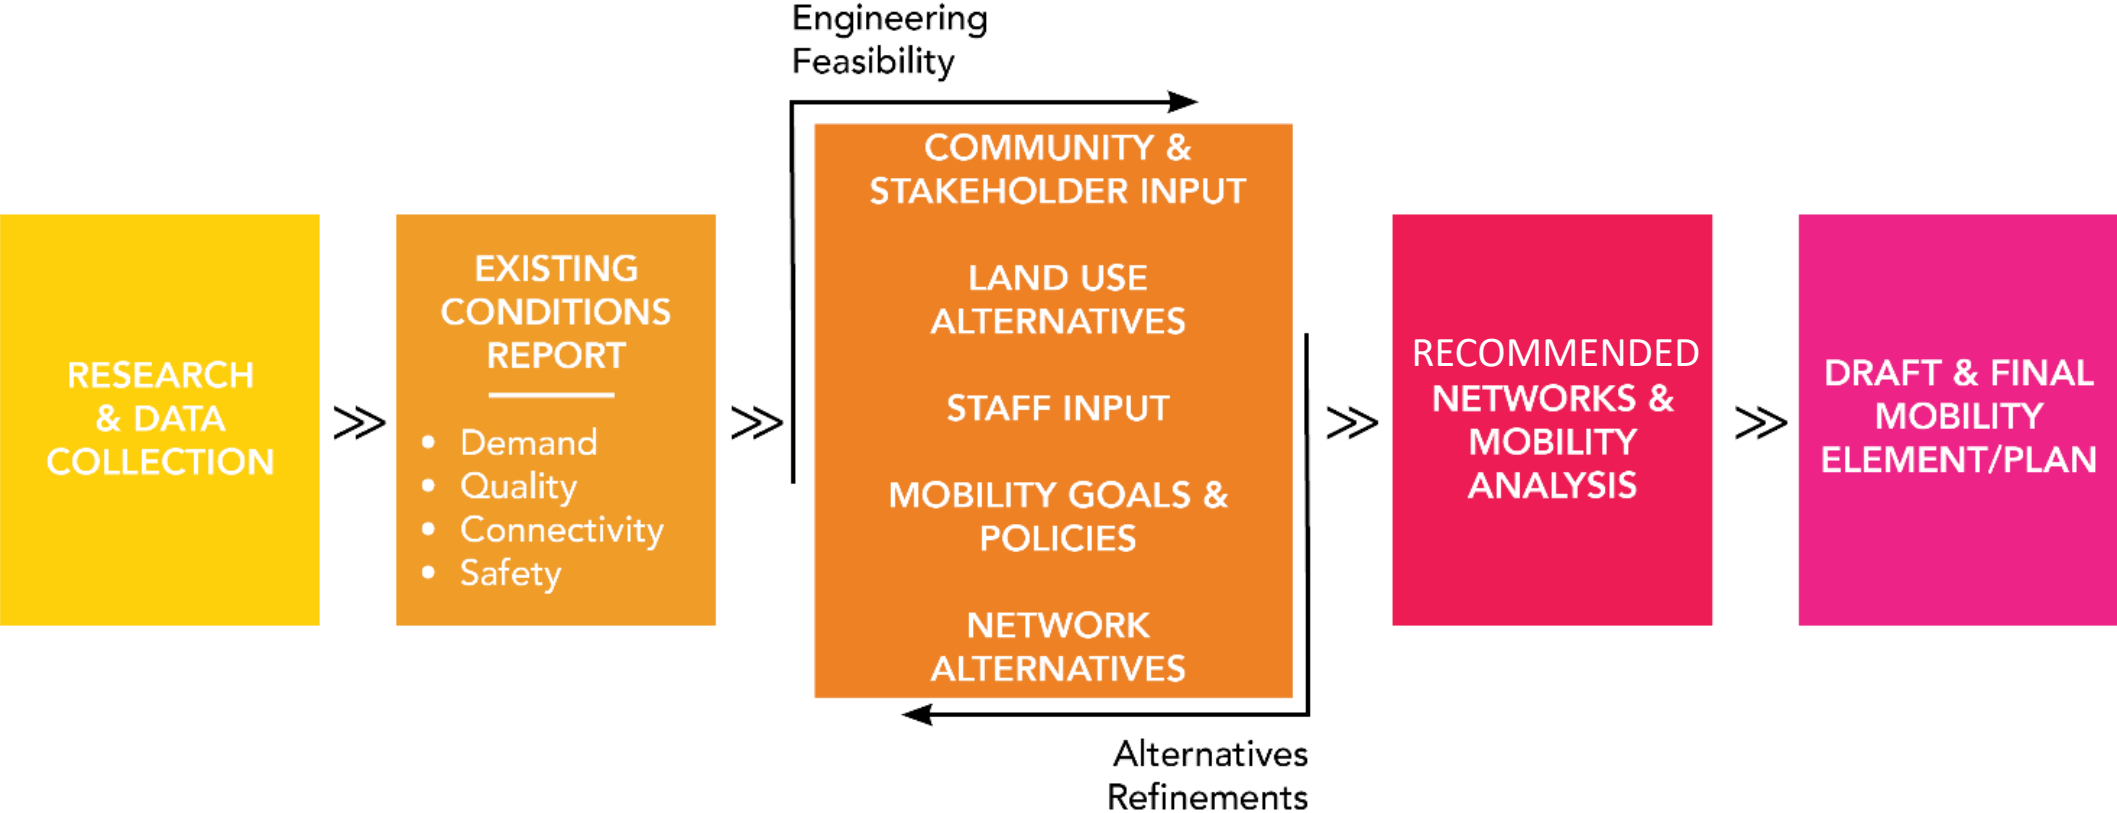 Engineering
Feasibility
RESEARCH
& DATA
COLLECTION
EXISTING
CONDITIONS
REPORT
• Demand
• Quality
• Connectivity
• Safety
COMMUNITY &
STAKEHOLDER INPUT
LAND USE
ALTERNATIVES
STAFF INPUT
MOBILITY GOALS &
POLICIES
NETWORK
ALTERNATIVES
Alternatives
Refinements
RECOMMENDED
NETWORKS &
MOBILITY
ANALYSIS
DRAFT & FINAL
MOBILITY
ELEMENT/PLAN